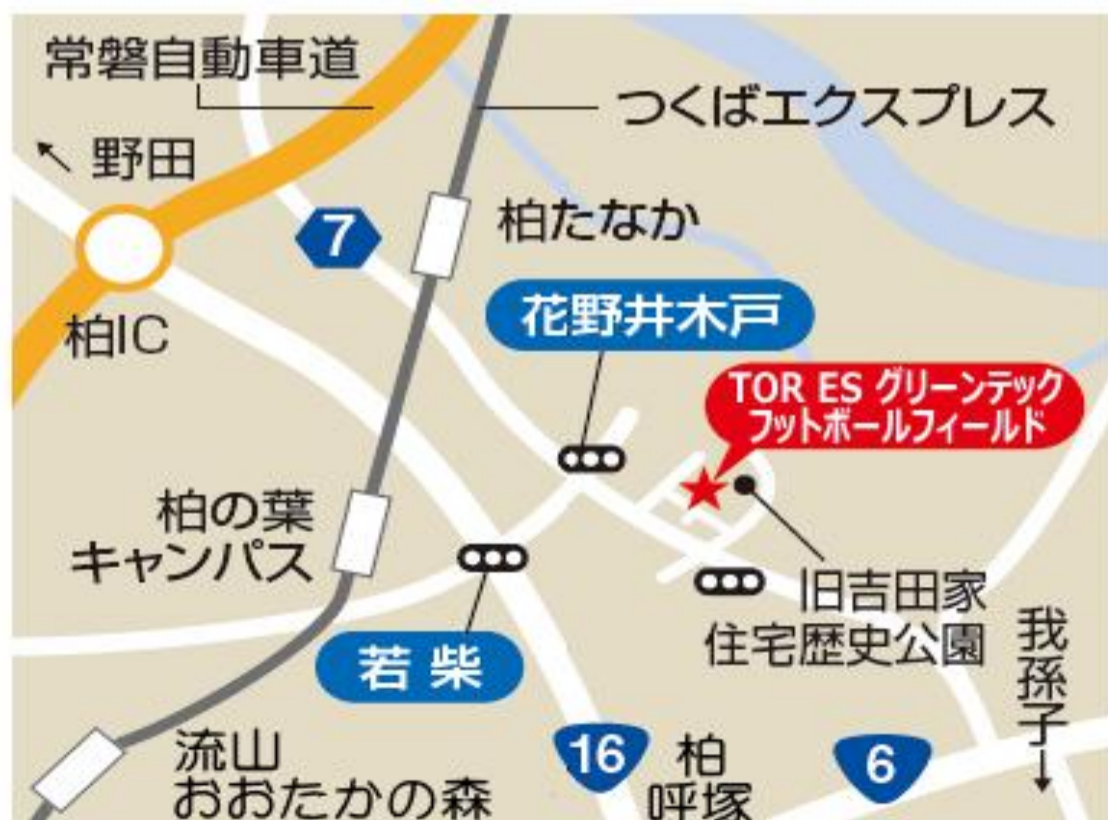 常磐自動車道
つくばエクスプレス
野田
7
柏たなか
花野井木戸
柏IC
TOR ES グリーンテック
フットボールフィールド
柏の葉
キャンパス
旧吉田家
住宅歴史公園
我孫子
若柴
流山
おおたかの森
16
柏
呼塚
6